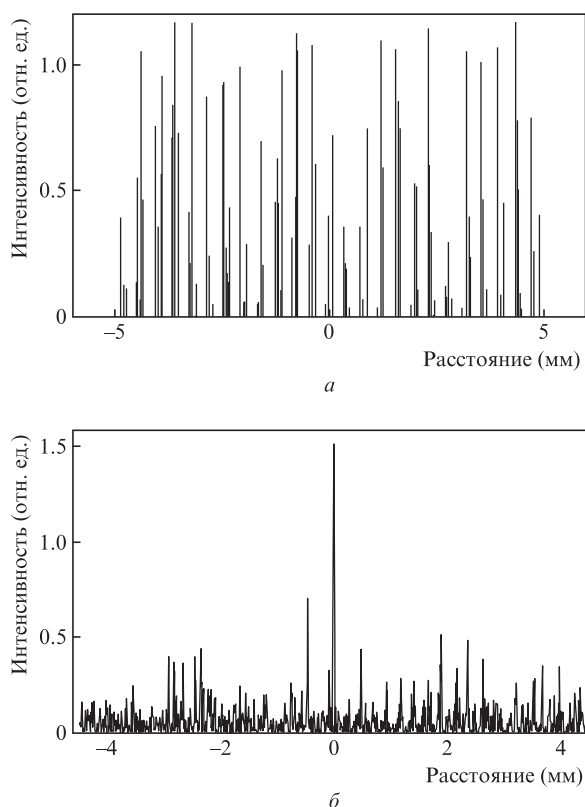 Интенсивность (отн. ед.)
1.0
0.5
0
–5
0
5
Расстояние (мм)
а
Интенсивность (отн. ед.)
1.5
1.0
0.5
0
–4
–2
0
2
4
Расстояние (мм)
б